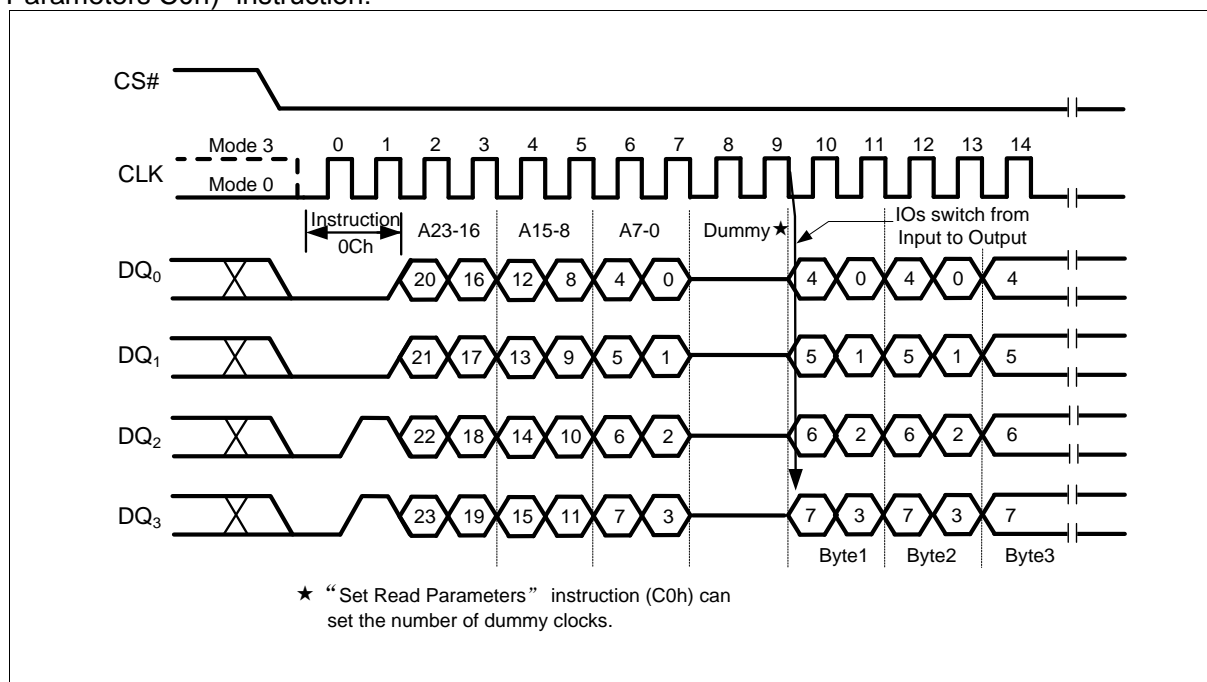 Parameters C0h)" instruction.
CS#
Mode 3 0 1 2 3 4 5 6 7 8 9 10 11 12 13 14
CLK
Mode 0
Instruction A23-16 A15-8 A7-0 Dummy★ IOs switch from
0Ch Input to Output
DQ0 20 16 12 8 4 0 4 0 4 0 4
DQ1 21 17 13 9 5 1 5 1 5 1 5
DQ2 22 18 14 10 6 2 6 2 6 2 6
DQ3 23 19 15 11 7 3 7 3 7 3 7
Byte1 Byte2 Byte3
★ “Set Read Parameters” instruction (C0h) can
set the number of dummy clocks.